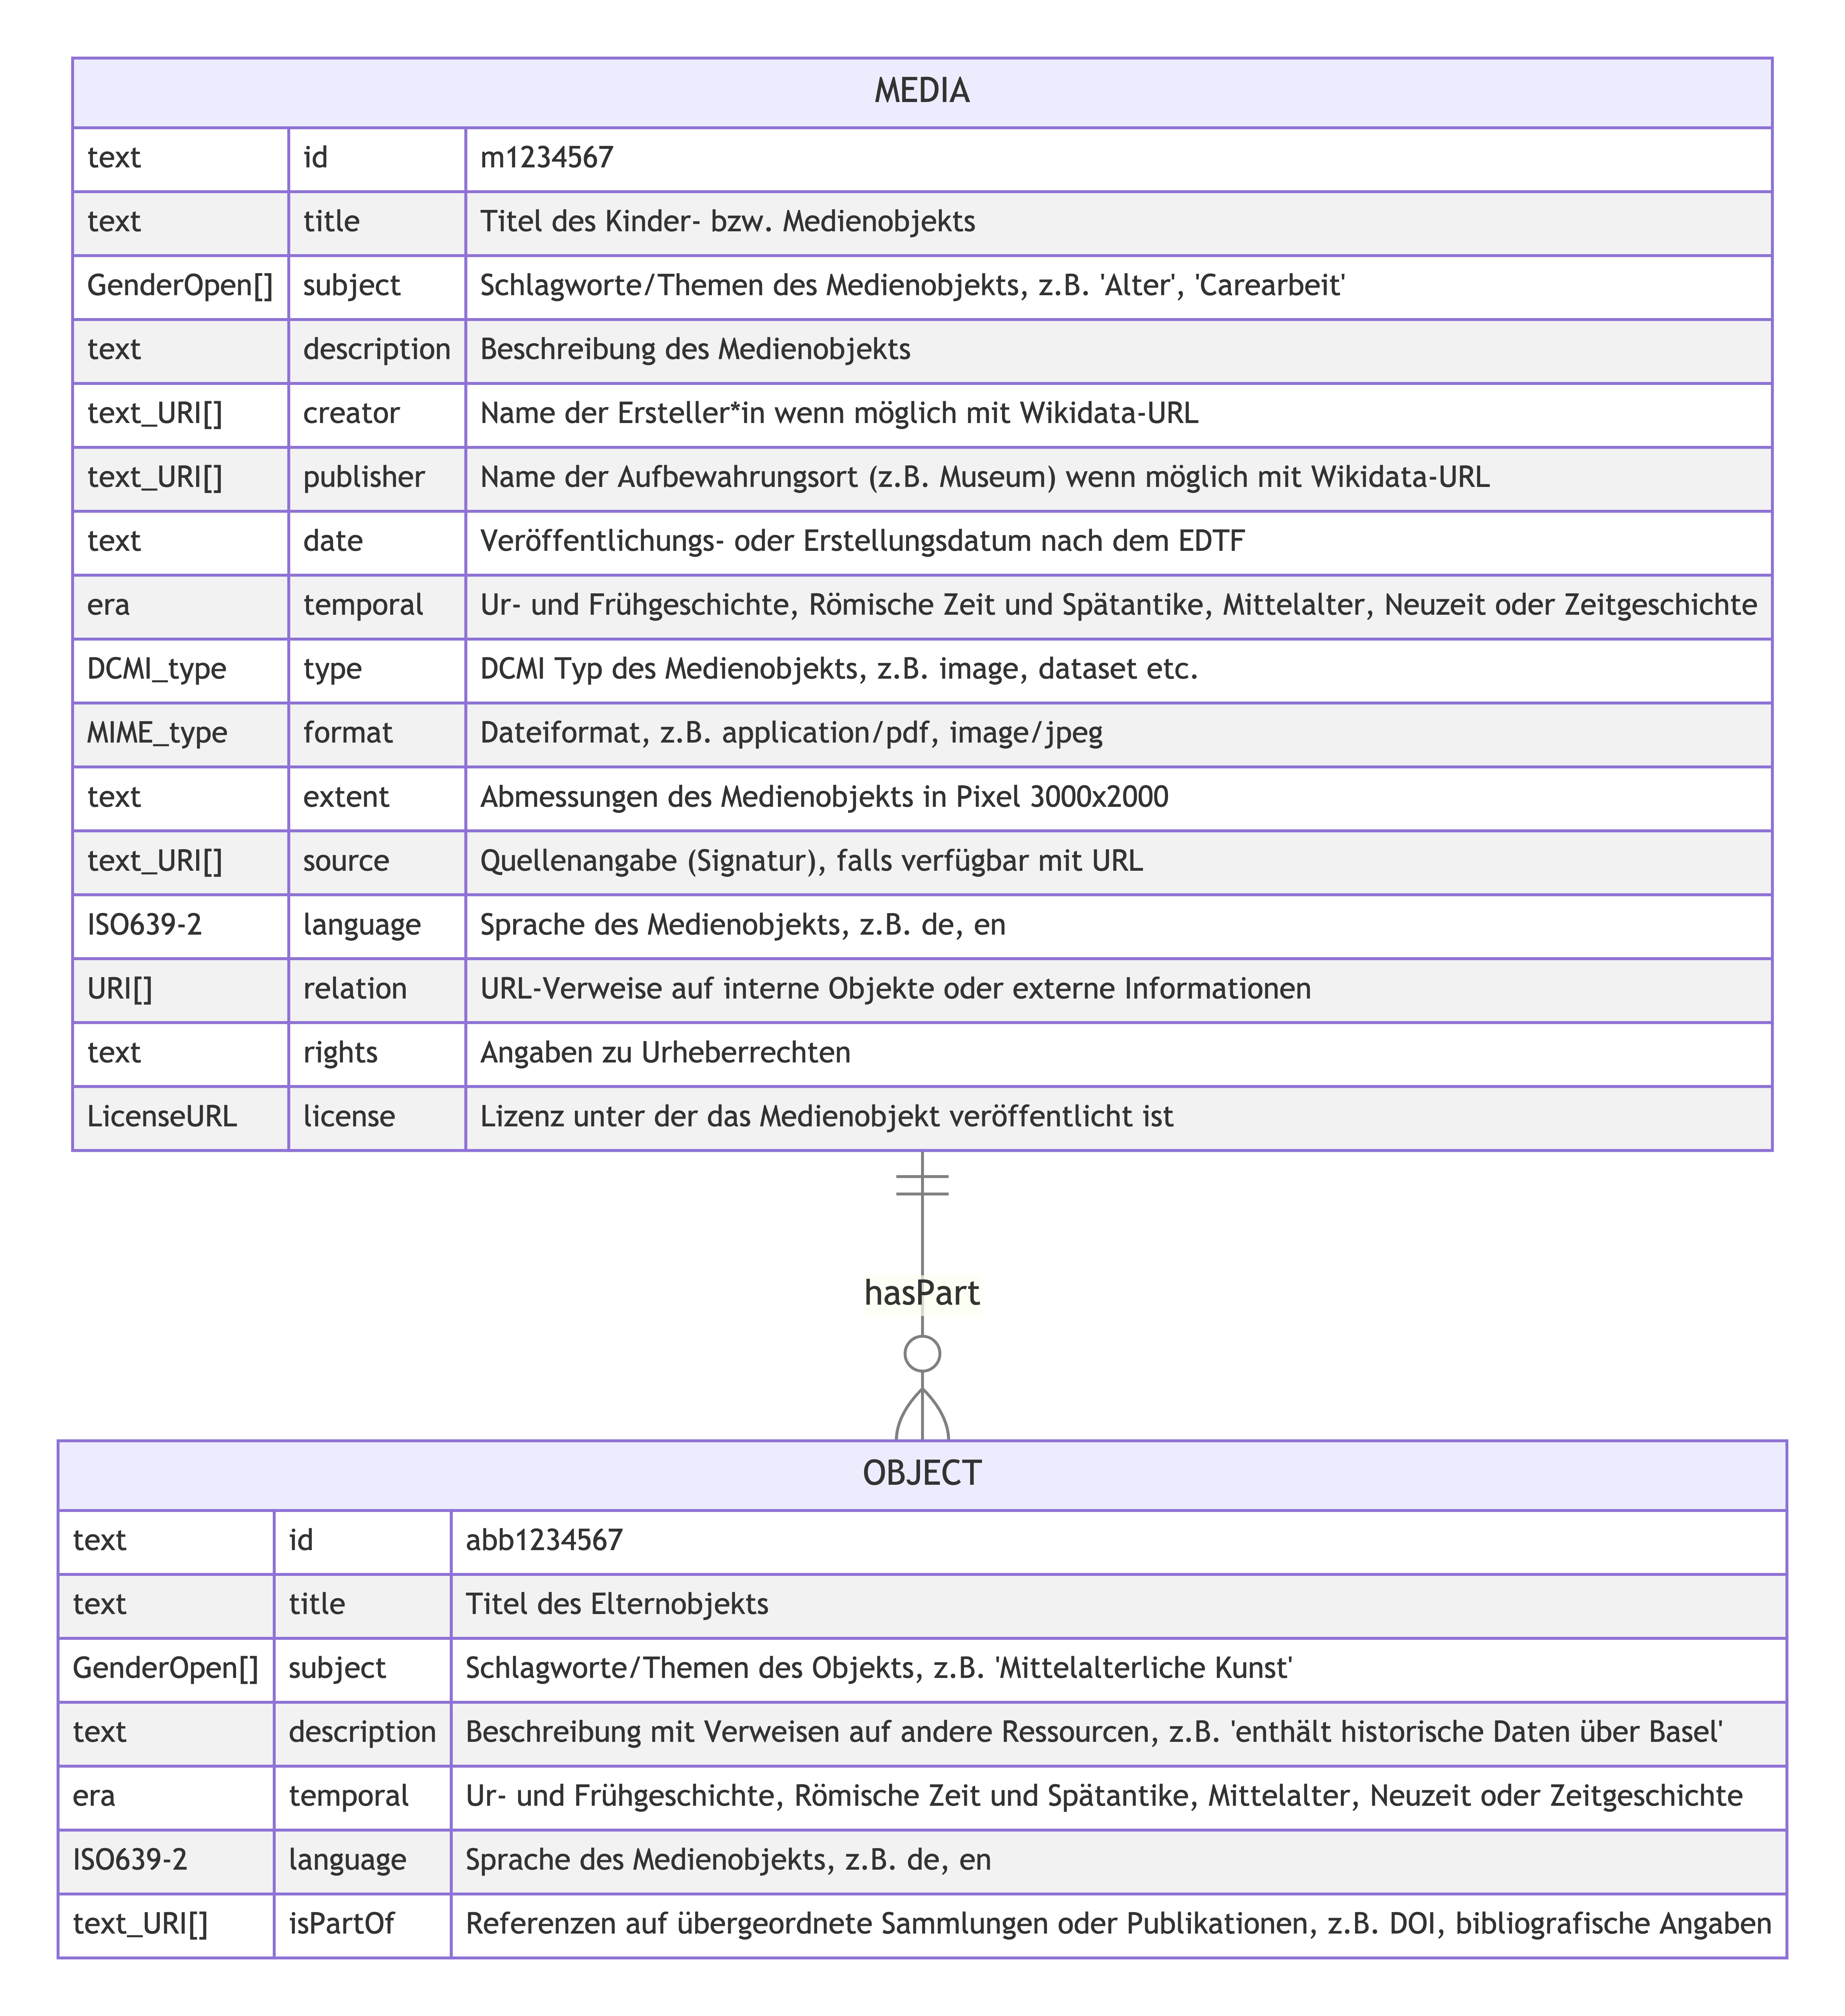 MEDIA
text id m1234567
text title Titel des Kinder- bzw. Medienobjekts
GenderOpen[] subject Schlagworte/Themen des Medienobjekts, z.B. 'Alter', 'Carearbeit'
text description Beschreibung des Medienobjekts
text_URI[] creator Name der Ersteller*in wenn möglich mit Wikidata-URL
text_URI[] publisher Name der Aufbewahrungsort (z.B. Museum) wenn möglich mit Wikidata-URL
text date Veröffentlichungs- oder Erstellungsdatum nach dem EDTF
era temporal Ur- und Frühgeschichte, Römische Zeit und Spätantike, Mittelalter, Neuzeit oder Zeitgeschichte
DCMI_type type DCMI Typ des Medienobjekts, z.B. image, dataset etc.
MIME_type format Dateiformat, z.B. application/pdf, image/jpeg
text extent Abmessungen des Medienobjekts in Pixel 3000x2000
text_URI[] source Quellenangabe (Signatur), falls verfügbar mit URL
ISO639-2 language Sprache des Medienobjekts, z.B. de, en
URI[] relation URL-Verweise auf interne Objekte oder externe Informationen
text rights Angaben zu Urheberrechten
LicenseURL license Lizenz unter der das Medienobjekt veröffentlicht ist
hasPart
OBJECT
text id abb1234567
text title Titel des Elternobjekts
GenderOpen[] subject Schlagworte/Themen des Objekts, z.B. 'Mittelalterliche Kunst'
text description Beschreibung mit Verweisen auf andere Ressourcen, z.B. 'enthält historische Daten über Basel'
era temporal Ur- und Frühgeschichte, Römische Zeit und Spätantike, Mittelalter, Neuzeit oder Zeitgeschichte
ISO639-2 language Sprache des Medienobjekts, z.B. de, en
text_URI[] isPartOf Referenzen auf übergeordnete Sammlungen oder Publikationen, z.B. DOI, bibliografische Angaben